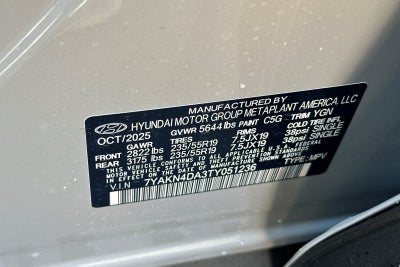 MANUFACTURED BY
HYUNDAI MOTOR GROUP METAPLANT AMERICA, LLC
OCT/2025 GVWR 5644 lbs PAINT C5G TRIM YGN
GAWR TIRES RIMS COLD TIRE INFL.
FRONT 2822 lbs 235/55R19 7.5JX19 38psi SINGLE
REAR 3175 lbs 235/55R19 7.5JX19 38psi SINGLE
V.I.N 7YAKN4DA3TY051236 TYPE: MPV